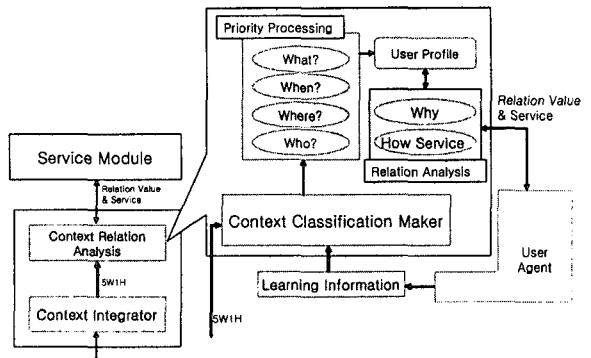 Priority Processing
What?
When?
Where?
Who?
User Profile
Why
How Service
Relation Analysis
Relation Value
& Service
Service Module
Relation Value
& Service
Context Relation
Analysis
5W1H
Context Integrator
Context Classification Maker
Learning Information
5W1H
User
Agent